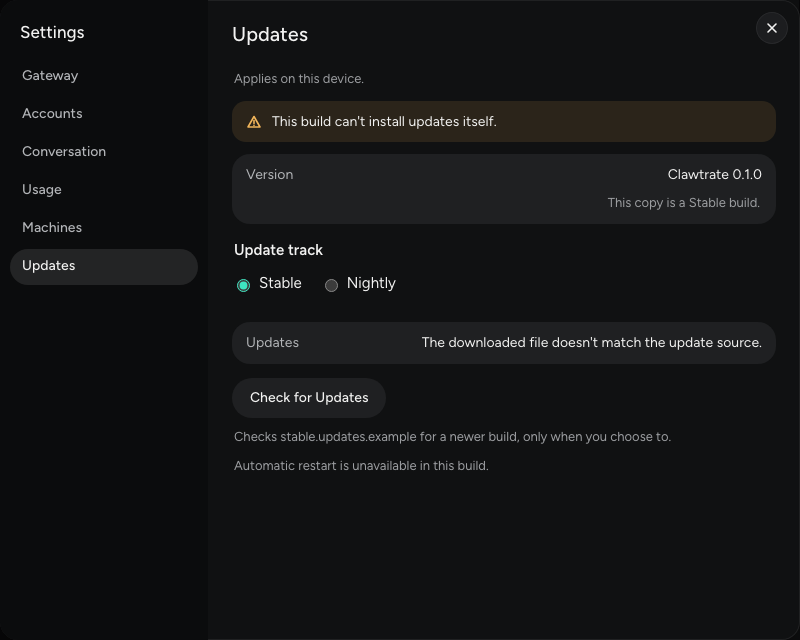 Settings
Gateway
Accounts
Conversation
Usage
Machines
Updates
Updates
Applies on this device.
This build can't install updates itself.
Version
Clawtrate 0.1.0
This copy is a Stable build.
Update track
Stable
Nightly
Updates
The downloaded file doesn't match the update source.
Check for Updates
Checks stable.updates.example for a newer build, only when you choose to.
Automatic restart is unavailable in this build.